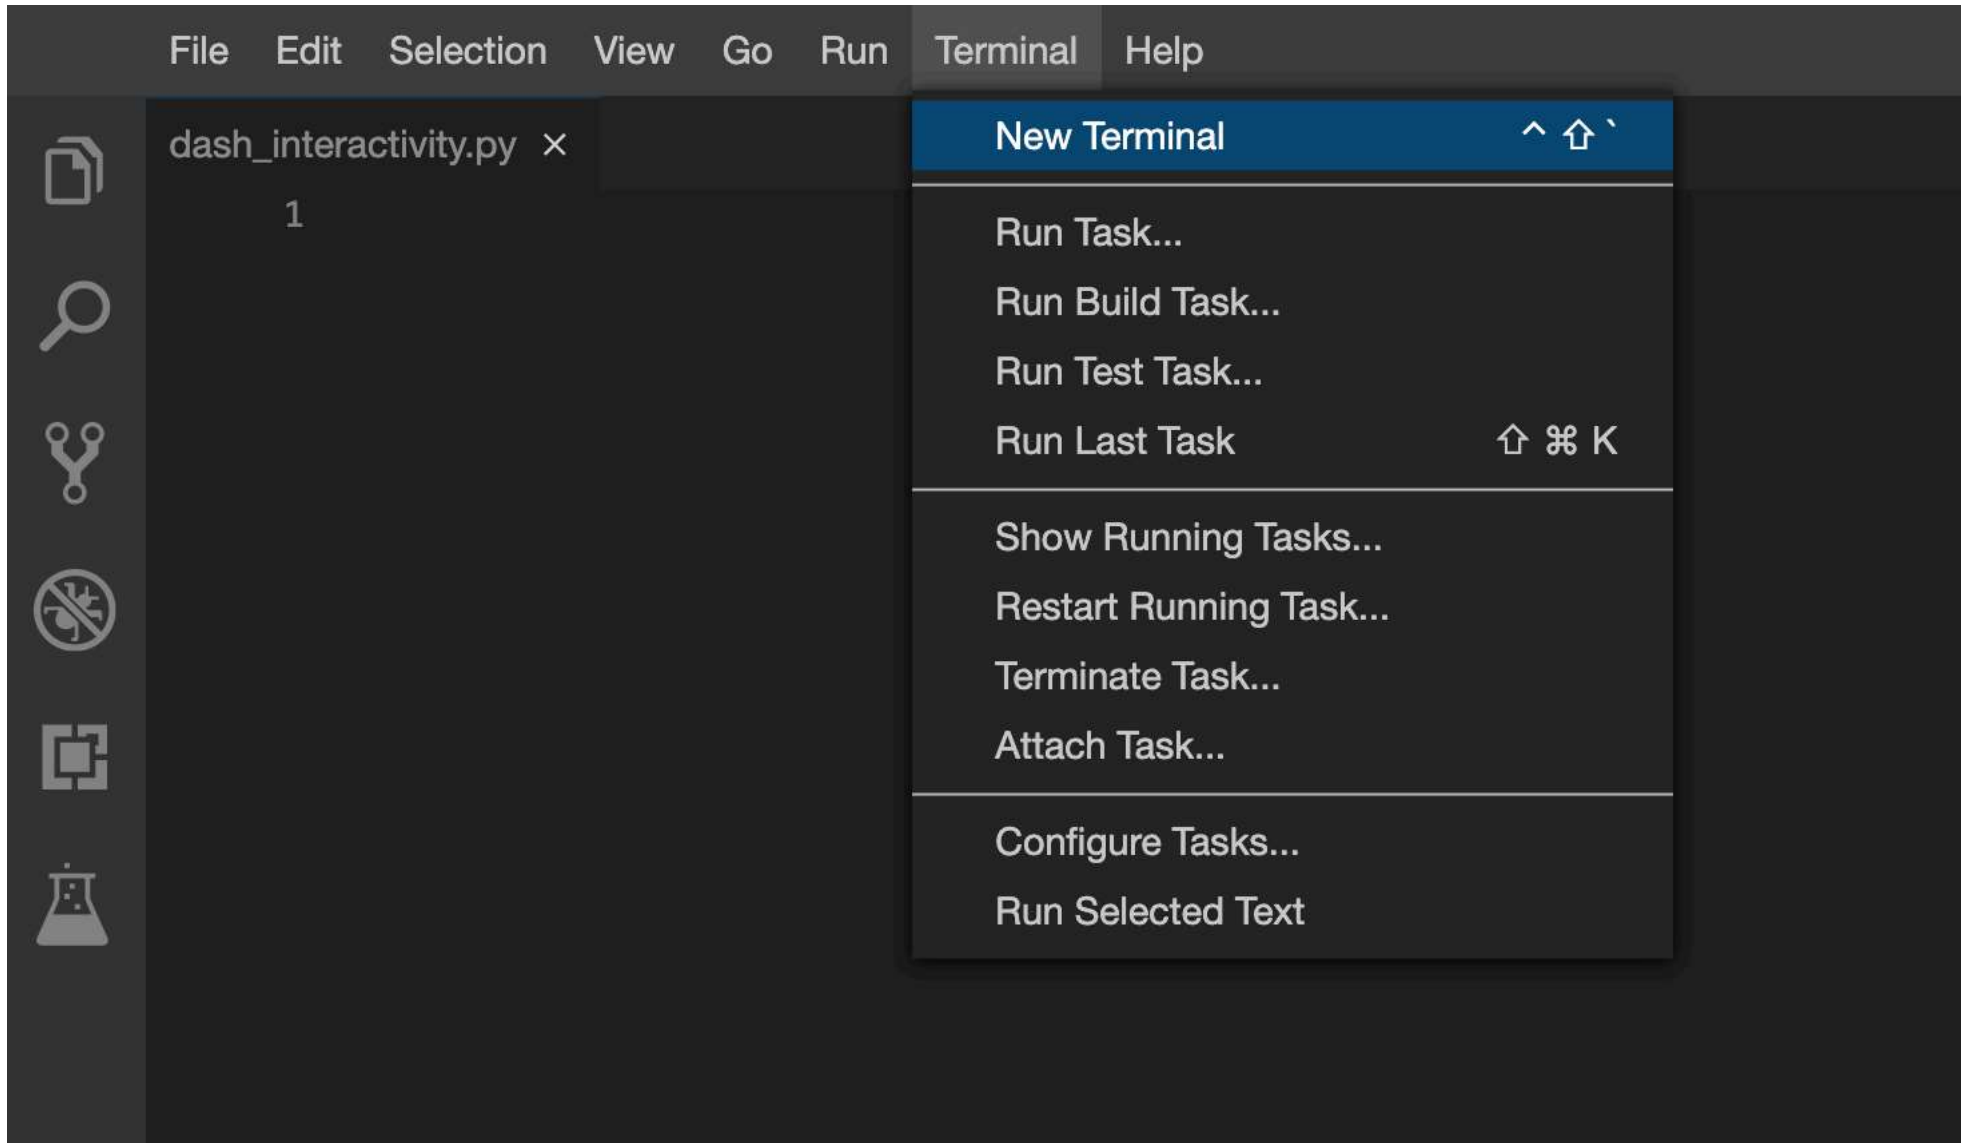 File Edit Selection View Go Run Terminal Help
dash_interactivity.py ×
1
New Terminal ^ ⇧ `
Run Task...
Run Build Task...
Run Test Task...
Run Last Task ⇧ ⌘ K
Show Running Tasks...
Restart Running Task...
Terminate Task...
Attach Task...
Configure Tasks...
Run Selected Text